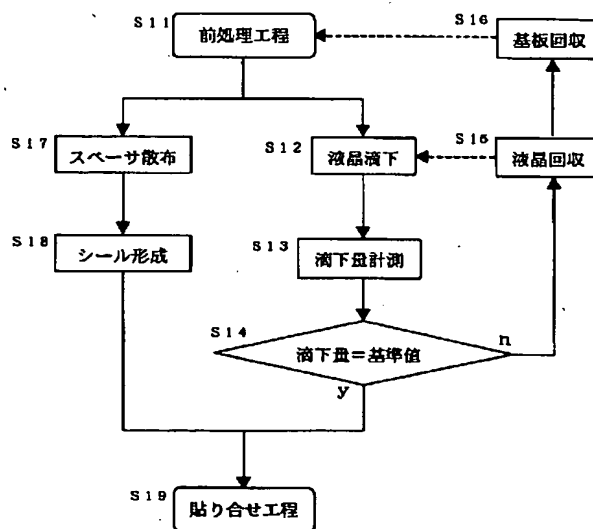 S11
前処理工程
S16
基板回収
S17
スペーサ散布
S12
液晶滴下
S15
液晶回収
S18
シール形成
S13
滴下量計測
S14
滴下量＝基準値
n
y
S19
貼り合せ工程